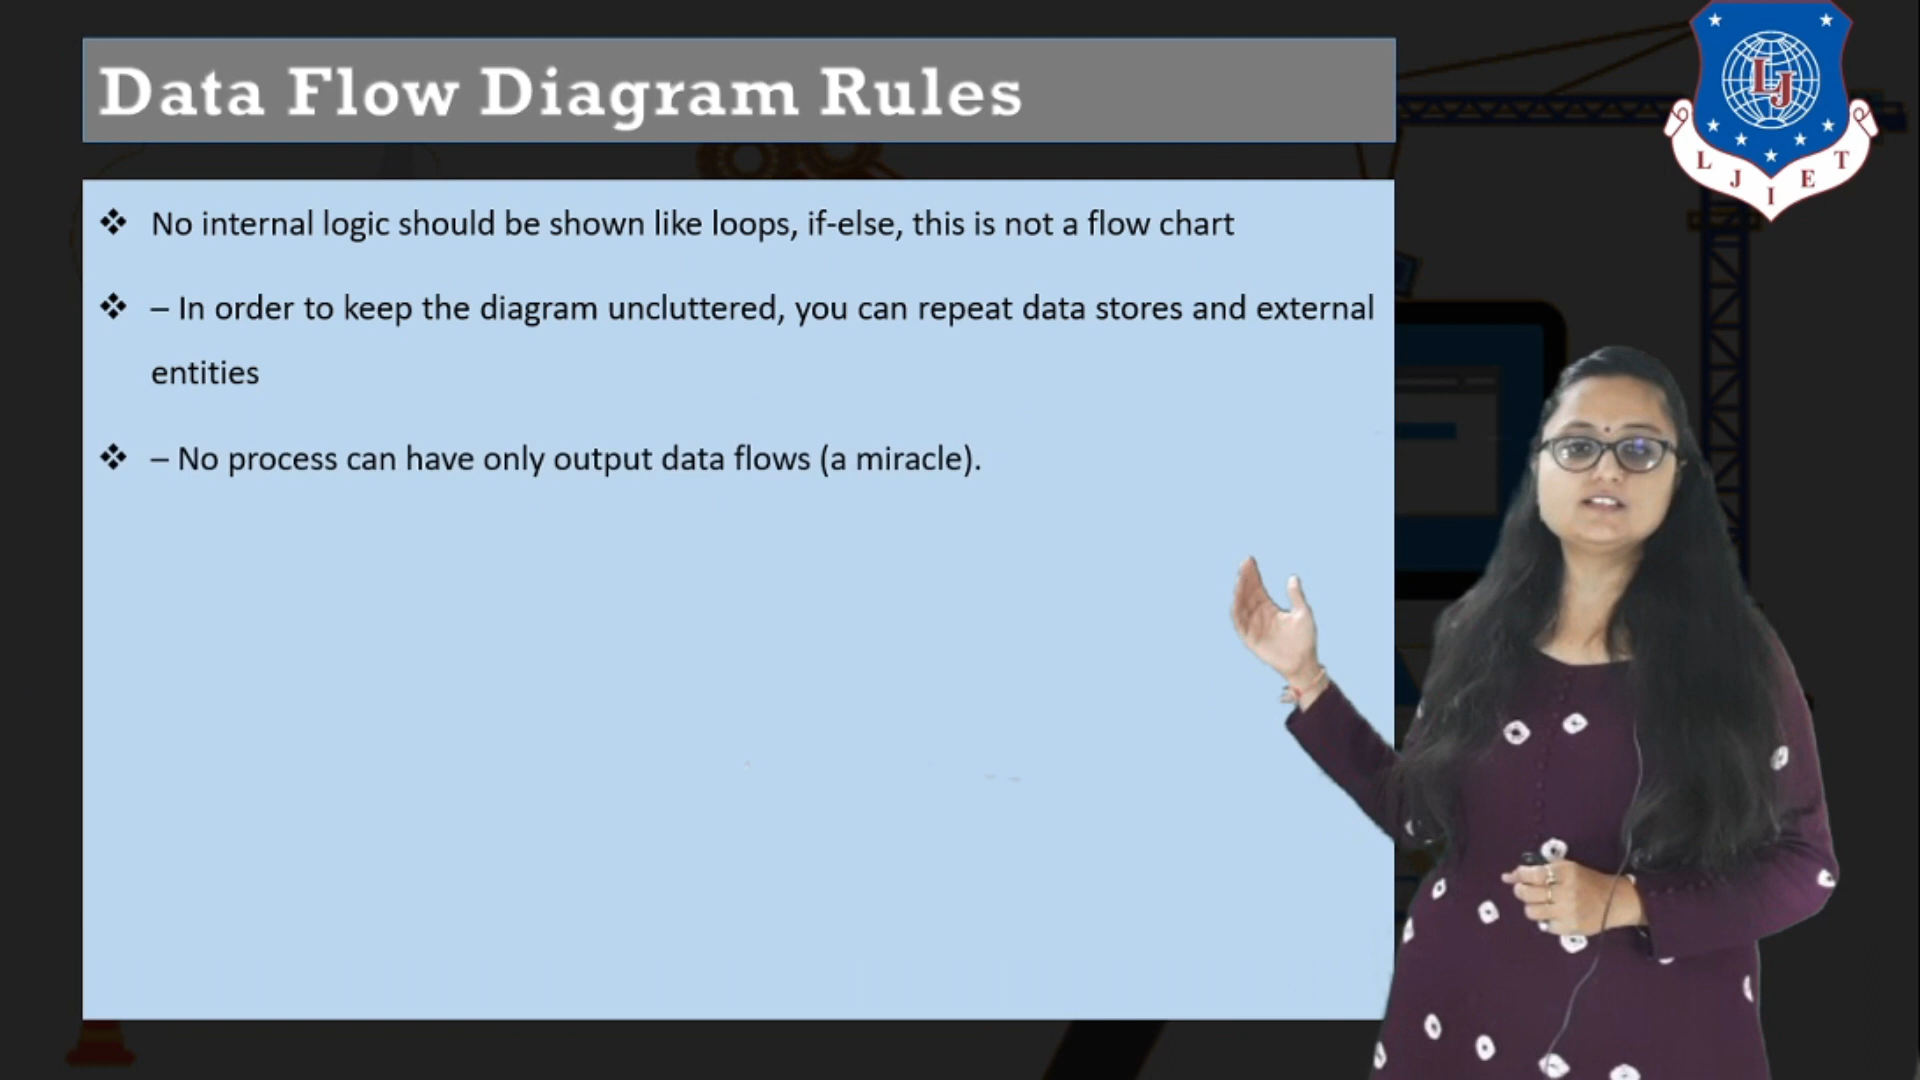 Data Flow Diagram Rules
❖ No internal logic should be shown like loops, if-else, this is not a flow chart
❖ – In order to keep the diagram uncluttered, you can repeat data stores and external
entities
❖ – No process can have only output data flows (a miracle).
LJ
L J I E T